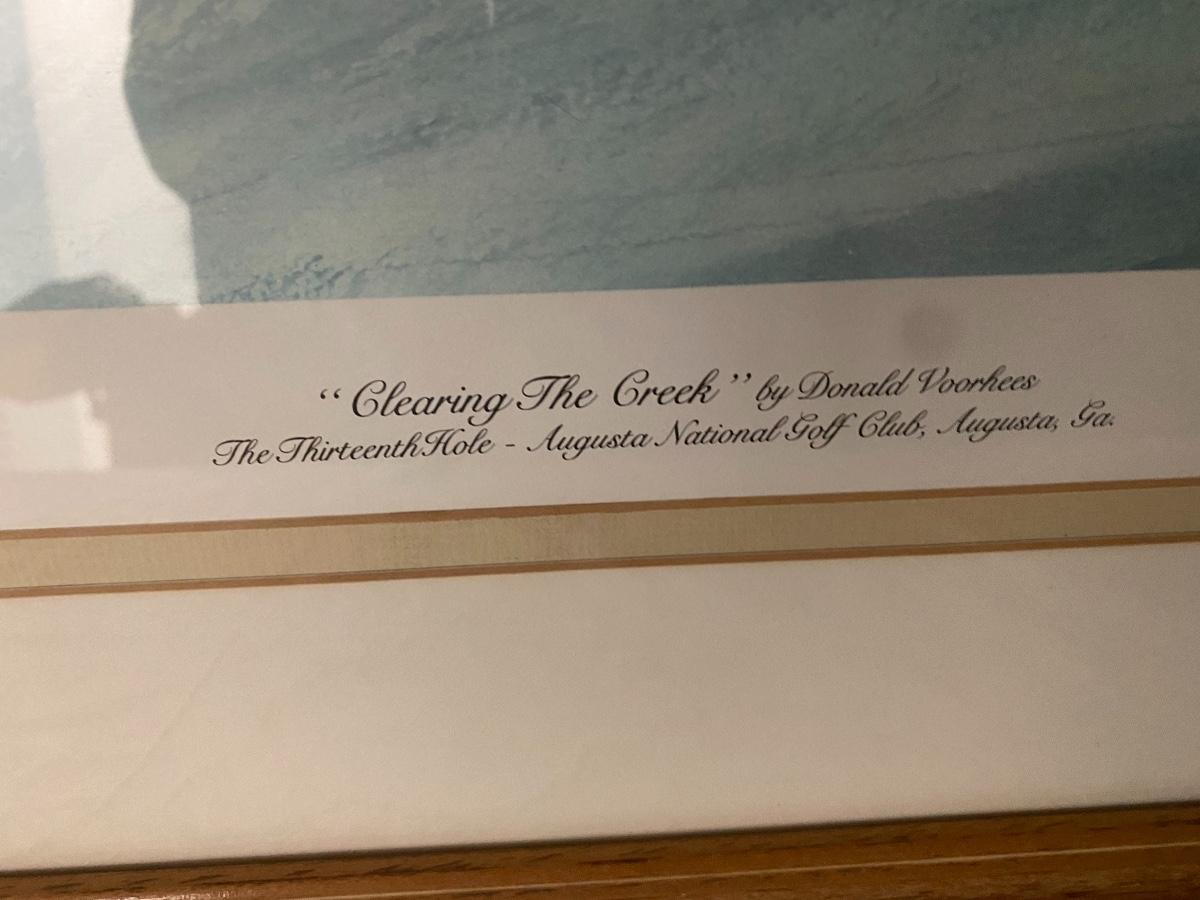 “Clearing The Creek” by Donald Voorhees
The Thirteenth Hole - Augusta National Golf Club, Augusta, Ga.